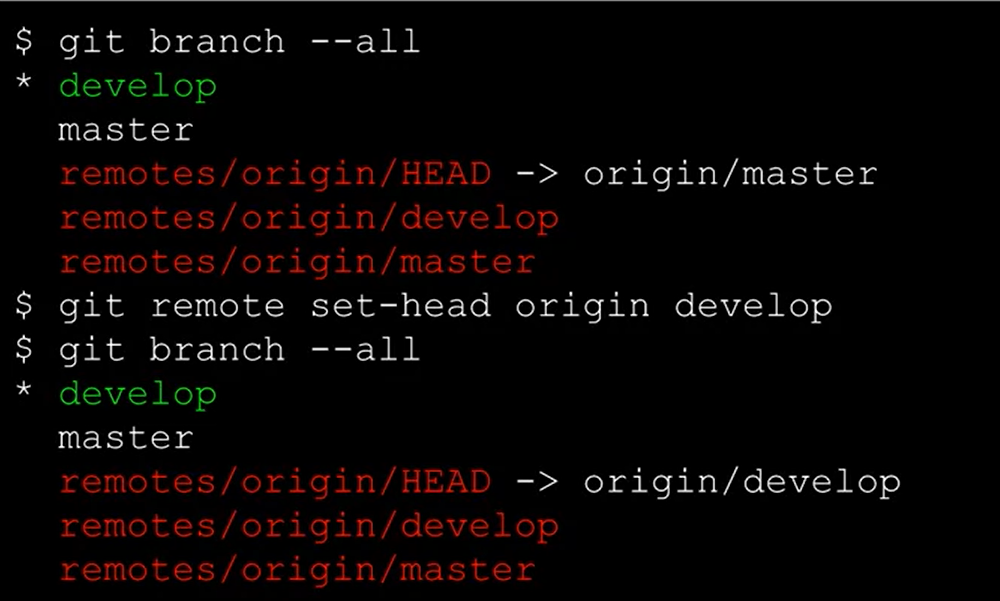 $ git branch --all
* develop
  master
  remotes/origin/HEAD -> origin/master
  remotes/origin/develop
  remotes/origin/master
$ git remote set-head origin develop
$ git branch --all
* develop
  master
  remotes/origin/HEAD -> origin/develop
  remotes/origin/develop
  remotes/origin/master